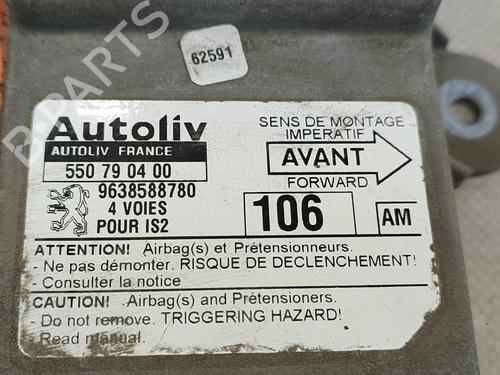 62591
B-PARTS
Autoliv
AUTOLIV FRANCE
550 79 04 00
9638588780
4 VOIES
POUR IS2
SENS DE MONTAGE
IMPERATIF
AVANT
FORWARD
106
AM
ATTENTION! Airbag(s) et Prétensionneurs.
- Ne pas démonter. RISQUE DE DECLENCHEMENT!
- Consulter la notice
CAUTION! Airbag(s) and Prétensioners.
- Do not remove. TRIGGERING HAZARD!
- Read manual.